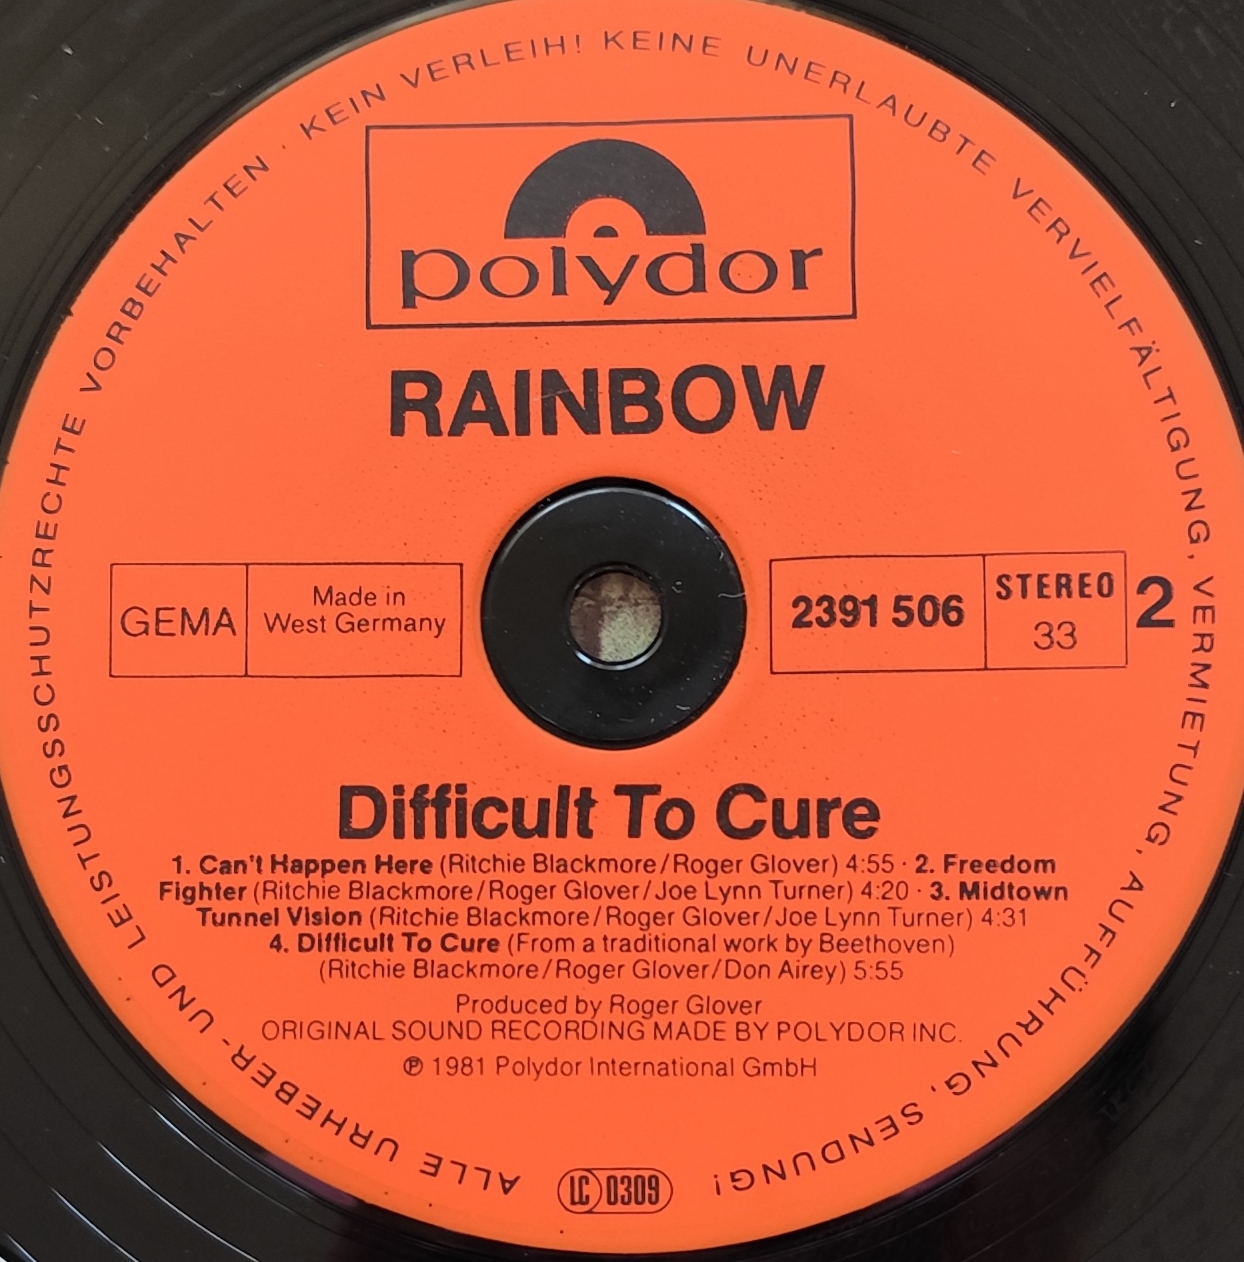 ALLE URHEBER- UND LEISTUNGSSCHUTZRECHTE VORBEHALTEN · KEIN VERLEIH! KEINE UNERLAUBTE VERVIELFÄLTIGUNG, VERMIETUNG, AUFFÜHRUNG, SENDUNG!
polydor
RAINBOW
GEMA
Made in
West Germany
2391 506
STEREO
33
2
Difficult To Cure
1. Can't Happen Here (Ritchie Blackmore/Roger Glover) 4:55 · 2. Freedom
Fighter (Ritchie Blackmore/Roger Glover/Joe Lynn Turner) 4:20 · 3. Midtown
Tunnel Vision (Ritchie Blackmore/Roger Glover/Joe Lynn Turner) 4:31
4. Difficult To Cure (From a traditional work by Beethoven)
(Ritchie Blackmore/Roger Glover/Don Airey) 5:55
Produced by Roger Glover
ORIGINAL SOUND RECORDING MADE BY POLYDOR INC.
℗ 1981 Polydor International GmbH
LC 0309